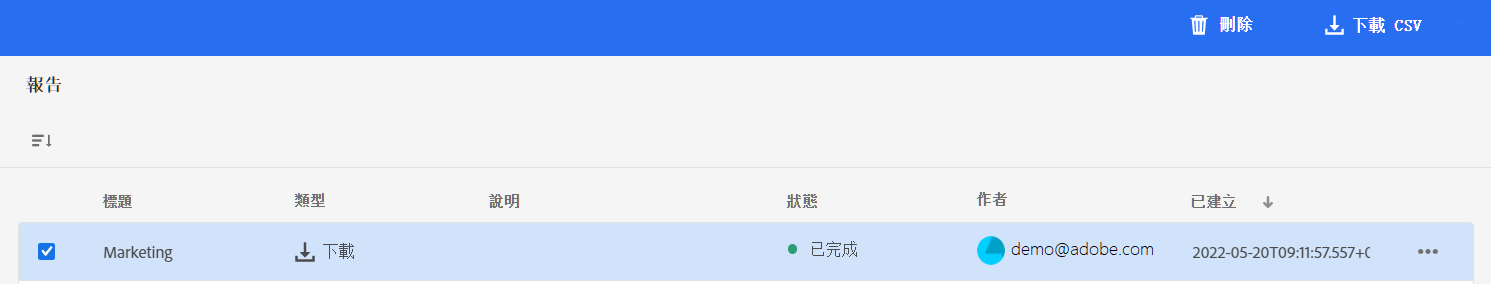 刪除 下載 CSV
報告
標題 類型 說明 狀態 作者 已建立
Marketing 下載 已完成 demo@adobe.com 2022-05-20T09:11:57.557+